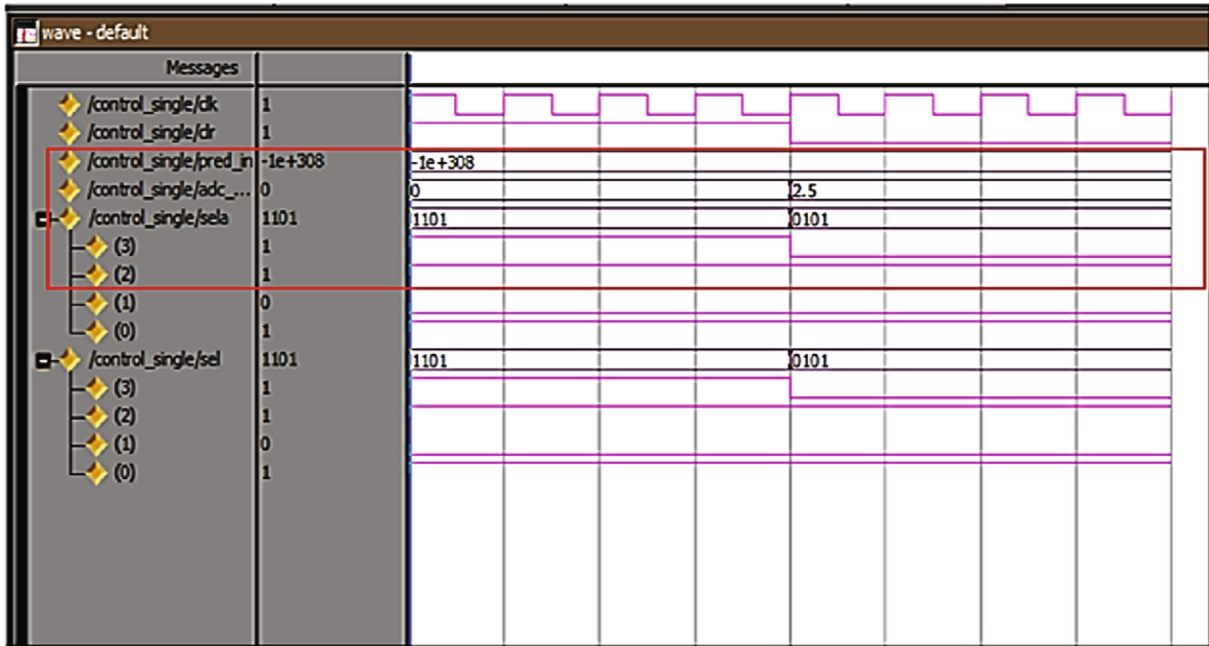 wave - default
Messages
/control_single/clk 1
/control_single/clr 1
/control_single/pred_in -1e+308 -1e+308
/control_single/adc_... 0 0 2.5
/control_single/sela 1101 1101 0101
(3) 1
(2) 1
(1) 0
(0) 1
/control_single/sel 1101 1101 0101
(3) 1
(2) 1
(1) 0
(0) 1